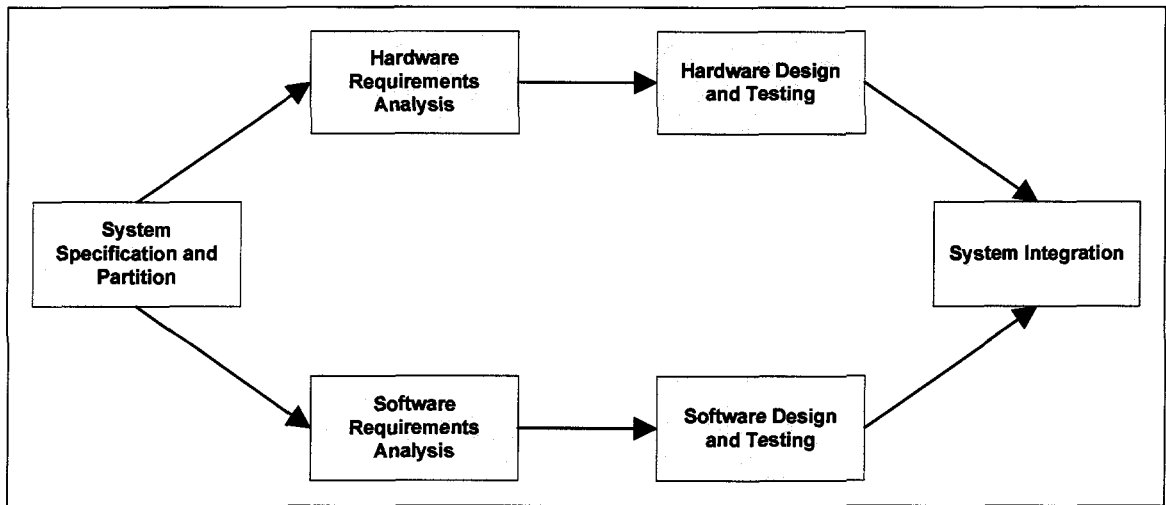 Hardware
Requirements
Analysis
Hardware Design
and Testing
System
Specification and
Partition
System Integration
Software
Requirements
Analysis
Software Design
and Testing